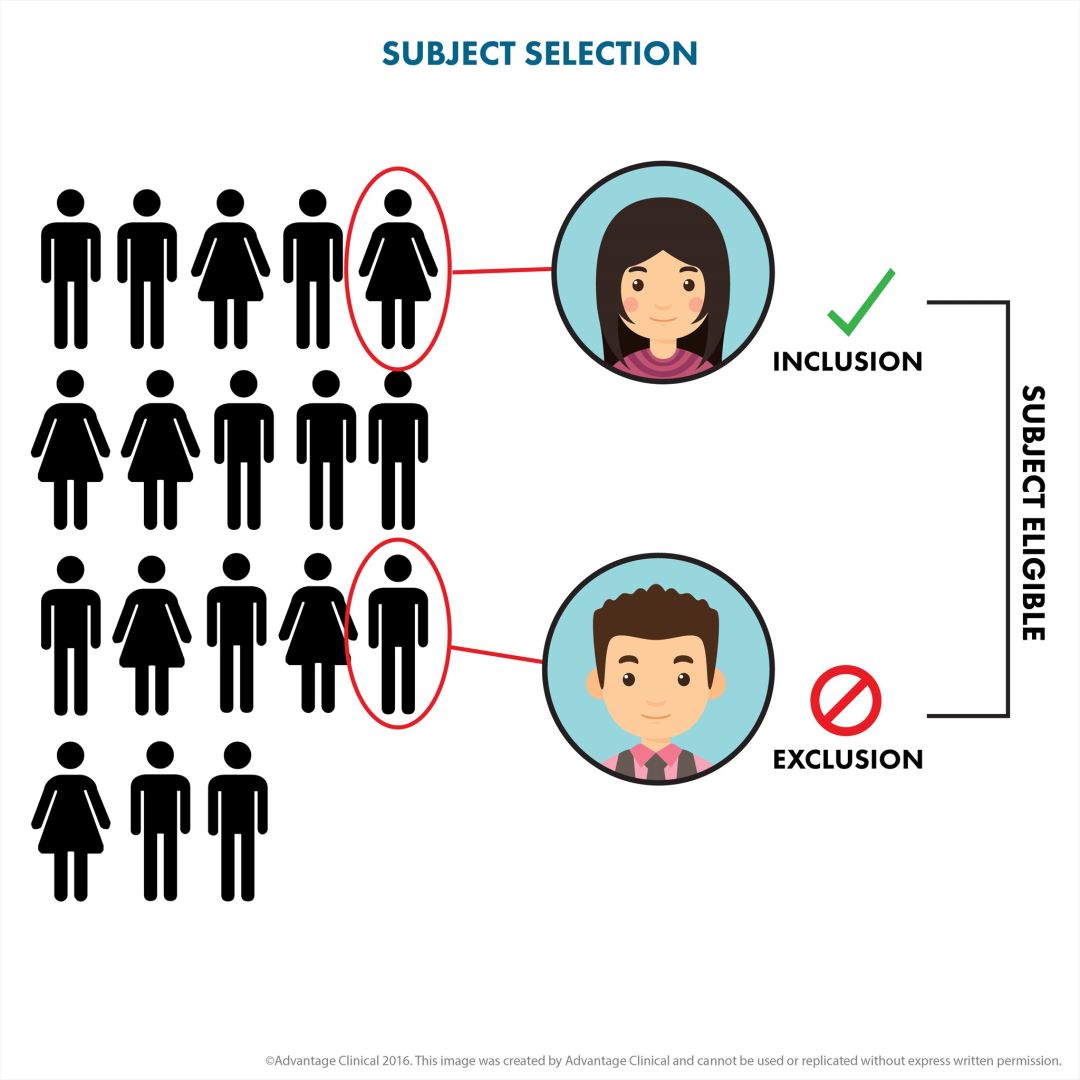 SUBJECT SELECTION
INCLUSION
SUBJECT ELIGIBLE
EXCLUSION
©Advantage Clinical 2016. This image was created by Advantage Clinical and cannot be used or replicated without express written permission.